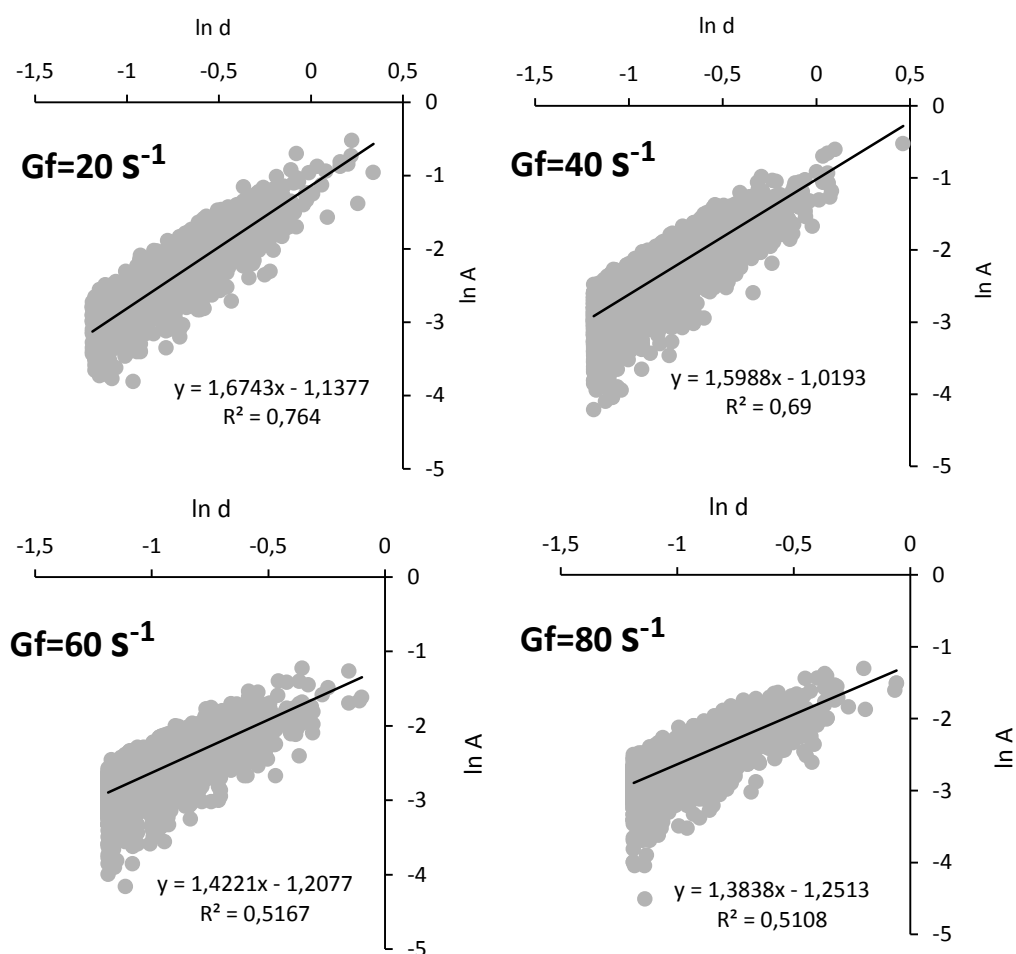 ln d
-1,5 -1 -0,5 0 0,5
0
-1
-2
-3
-4
-5
ln A
Gf=20 S-1
y = 1,6743x - 1,1377
R² = 0,764
ln d
-1,5 -1 -0,5 0 0,5
0
-1
-2
-3
-4
-5
ln A
Gf=40 S-1
y = 1,5988x - 1,0193
R² = 0,69
ln d
-1,5 -1 -0,5 0
0
-1
-2
-3
-4
-5
ln A
Gf=60 S-1
y = 1,4221x - 1,2077
R² = 0,5167
ln d
-1,5 -1 -0,5 0
0
-1
-2
-3
-4
-5
ln A
Gf=80 S-1
y = 1,3838x - 1,2513
R² = 0,5108